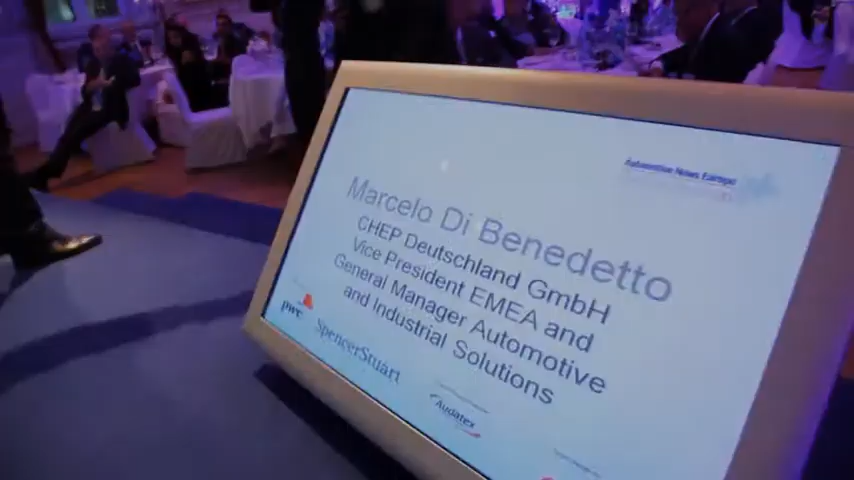 Automotive News Europe
Marcelo Di Benedetto
CHEP Deutschland GmbH
Vice President EMEA and
General Manager Automotive
and Industrial Solutions,
pwc
SpencerStuart
Audatex